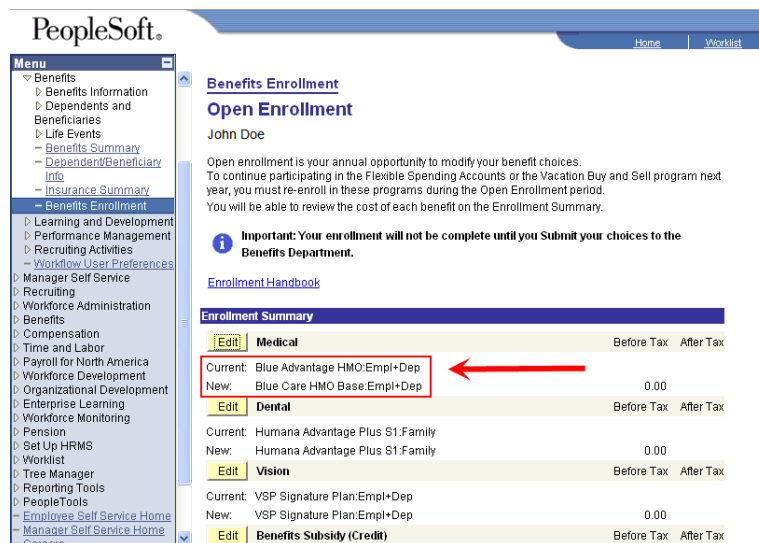 PeopleSoft®
Home
Worklist
Menu
Benefits
Benefits Information
Dependents and
Beneficiaries
Life Events
Benefits Summary
Dependent/Beneficiary
Info
Insurance Summary
Benefits Enrollment
Learning and Development
Performance Management
Recruiting Activities
Workflow User Preferences
Manager Self Service
Recruiting
Workforce Administration
Benefits
Compensation
Time and Labor
Payroll for North America
Workforce Development
Organizational Development
Enterprise Learning
Workforce Monitoring
Pension
Set Up HRMS
Worklist
Tree Manager
Reporting Tools
PeopleTools
Employee Self Service Home
Manager Self Service Home
Careers
Benefits Enrollment
Open Enrollment
John Doe
Open enrollment is your annual opportunity to modify your benefit choices.
To continue participating in the Flexible Spending Accounts or the Vacation Buy and Sell program next
year, you must re-enroll in these programs during the Open Enrollment period.
You will be able to review the cost of each benefit on the Enrollment Summary.
i Important: Your enrollment will not be complete until you Submit your choices to the
Benefits Department.
Enrollment Handbook
Enrollment Summary
Edit Medical Before Tax After Tax
Current: Blue Advantage HMO:Empl+Dep
New: Blue Care HMO Base:Empl+Dep 0.00
Edit Dental Before Tax After Tax
Current: Humana Advantage Plus S1:Family
New: Humana Advantage Plus S1:Family 0.00
Edit Vision Before Tax After Tax
Current: VSP Signature Plan:Empl+Dep
New: VSP Signature Plan:Empl+Dep 0.00
Edit Benefits Subsidy (Credit) Before Tax After Tax